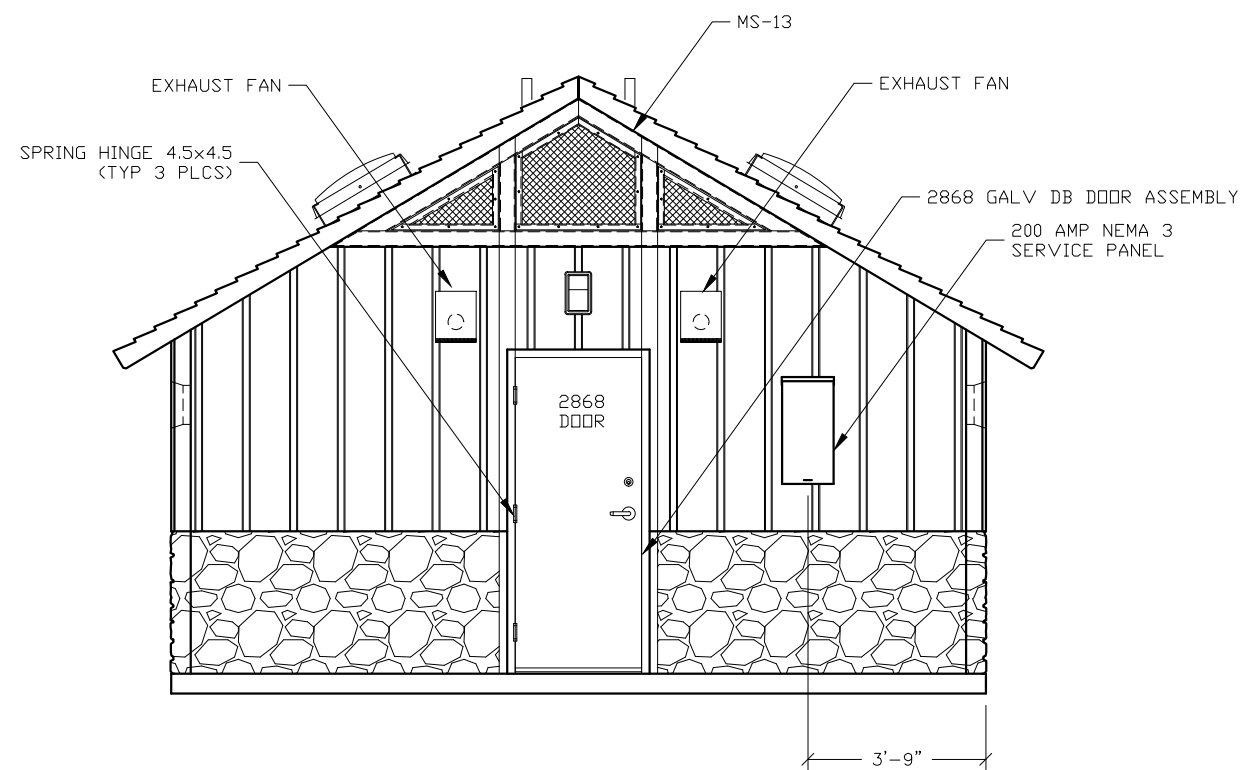 MS-13
EXHAUST FAN
EXHAUST FAN
SPRING HINGE 4.5x4.5
(TYP 3 PLCS)
2868 GALV DB DOOR ASSEMBLY
200 AMP NEMA 3
SERVICE PANEL
2868
DOOR
3'-9"